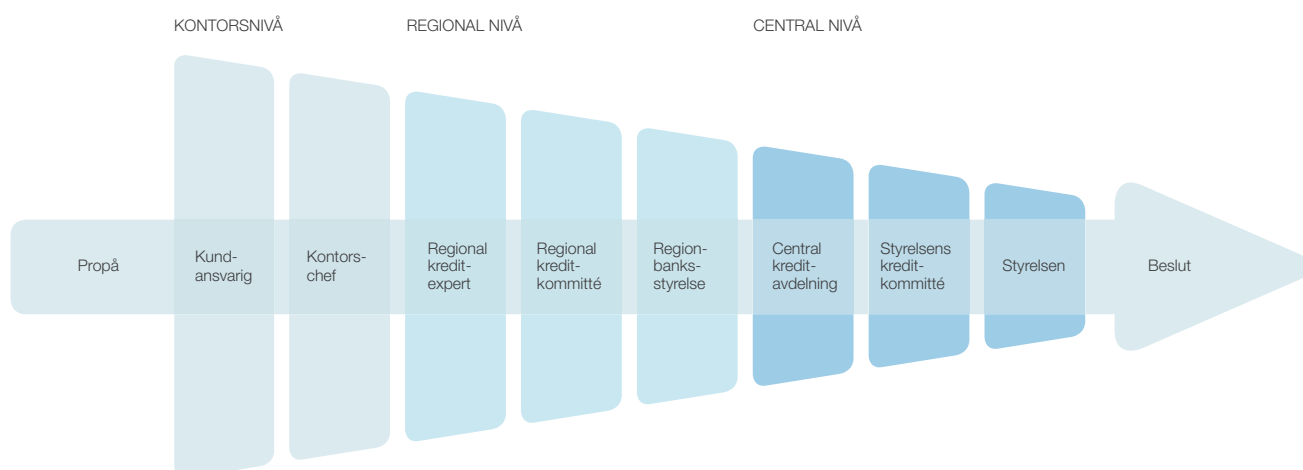 KONTORSNIVÅ
REGIONAL NIVÅ
CENTRAL NIVÅ
Propå
Kund-
ansvarig
Kontors-
chef
Regional
kredit-
expert
Regional
kredit-
kommitté
Region-
banks-
styrelse
Central
kredit-
avdelning
Styrelsens
kredit-
kommitté
Styrelsen
Beslut